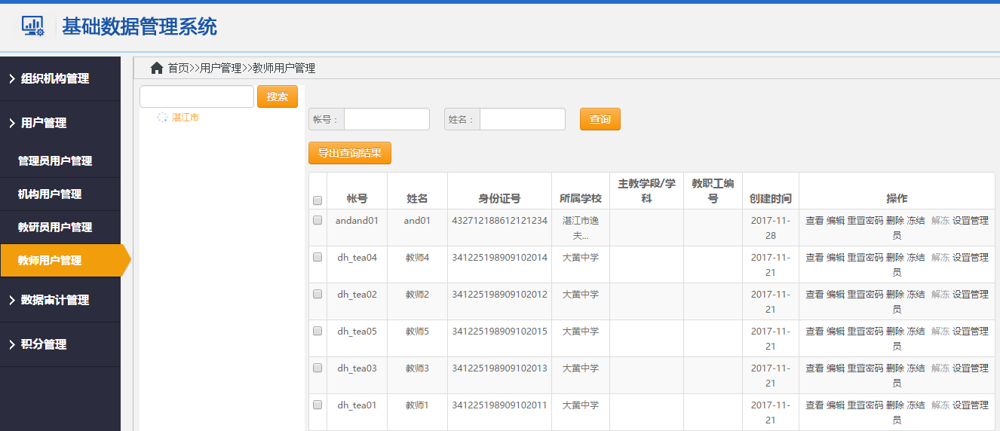 基础数据管理系统
首页>>用户管理>>教师用户管理
组织机构管理
用户管理
管理员用户管理
机构用户管理
教研员用户管理
教师用户管理
数据审计管理
积分管理
搜索
湛江市
帐号： 姓名： 查询
导出查询结果
帐号 姓名 身份证号 所属学校 主教学段/学科 教职工编号 创建时间 操作
andand01 and01 432712188612121234 湛江市逸夫... 2017-11-28 查看 编辑 重置密码 删除 冻结 解冻 设置管理员
dh_tea04 教师4 341225198909102014 大黄中学 2017-11-21 查看 编辑 重置密码 删除 冻结 解冻 设置管理员
dh_tea02 教师2 341225198909102012 大黄中学 2017-11-21 查看 编辑 重置密码 删除 冻结 解冻 设置管理员
dh_tea05 教师5 341225198909102015 大黄中学 2017-11-21 查看 编辑 重置密码 删除 冻结 解冻 设置管理员
dh_tea03 教师3 341225198909102013 大黄中学 2017-11-21 查看 编辑 重置密码 删除 冻结 解冻 设置管理员
dh_tea01 教师1 341225198909102011 大黄中学 2017-11-21 查看 编辑 重置密码 删除 冻结 解冻 设置管理员